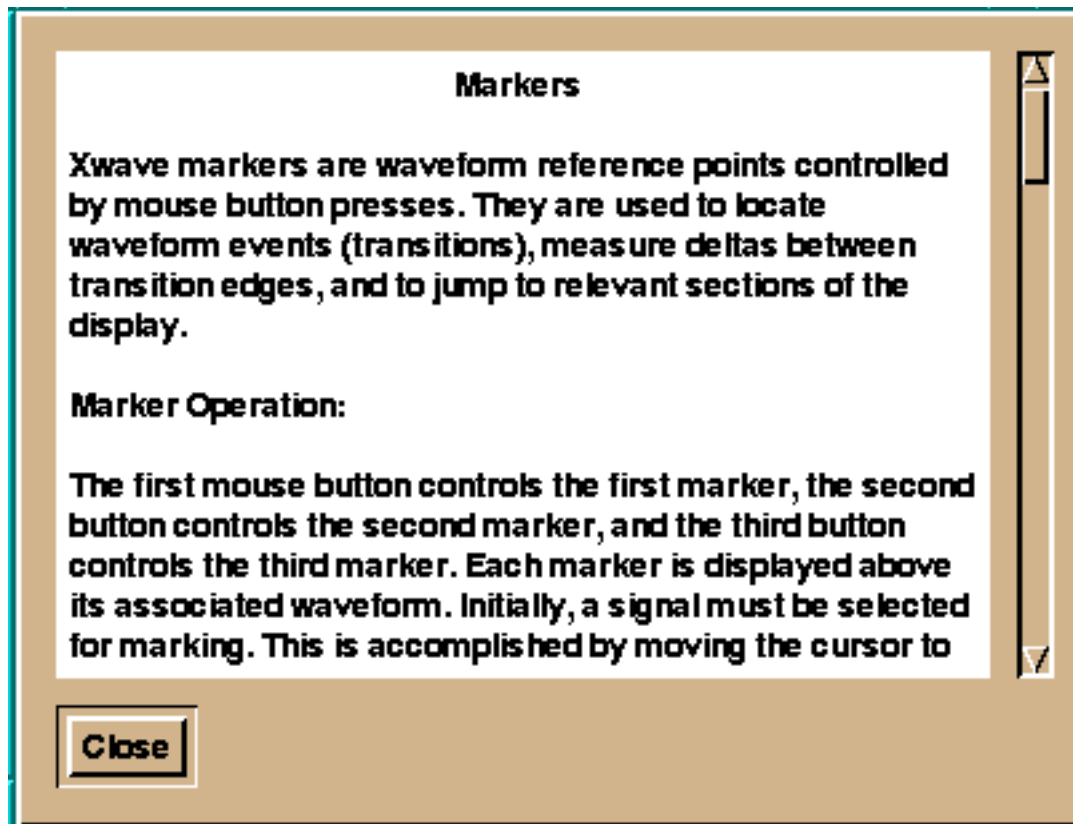 Markers
Xwave markers are waveform reference points controlled
by mouse button presses. They are used to locate
waveform events (transitions), measure deltas between
transition edges, and to jump to relevant sections of the
display.
Marker Operation:
The first mouse button controls the first marker, the second
button controls the second marker, and the third button
controls the third marker. Each marker is displayed above
its associated waveform. Initially, a signal must be selected
for marking. This is accomplished by moving the cursor to
Close